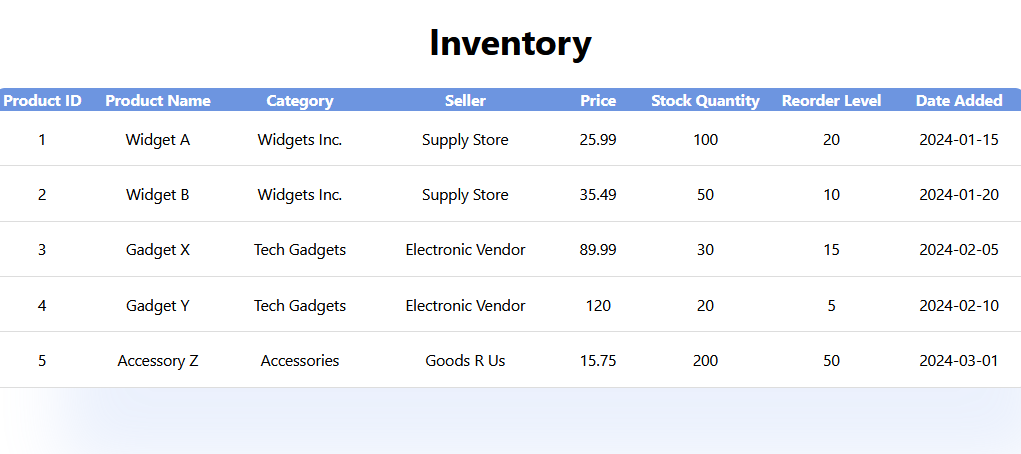 Inventory
Product ID Product Name Category Seller Price Stock Quantity Reorder Level Date Added
1 Widget A Widgets Inc. Supply Store 25.99 100 20 2024-01-15
2 Widget B Widgets Inc. Supply Store 35.49 50 10 2024-01-20
3 Gadget X Tech Gadgets Electronic Vendor 89.99 30 15 2024-02-05
4 Gadget Y Tech Gadgets Electronic Vendor 120 20 5 2024-02-10
5 Accessory Z Accessories Goods R Us 15.75 200 50 2024-03-01